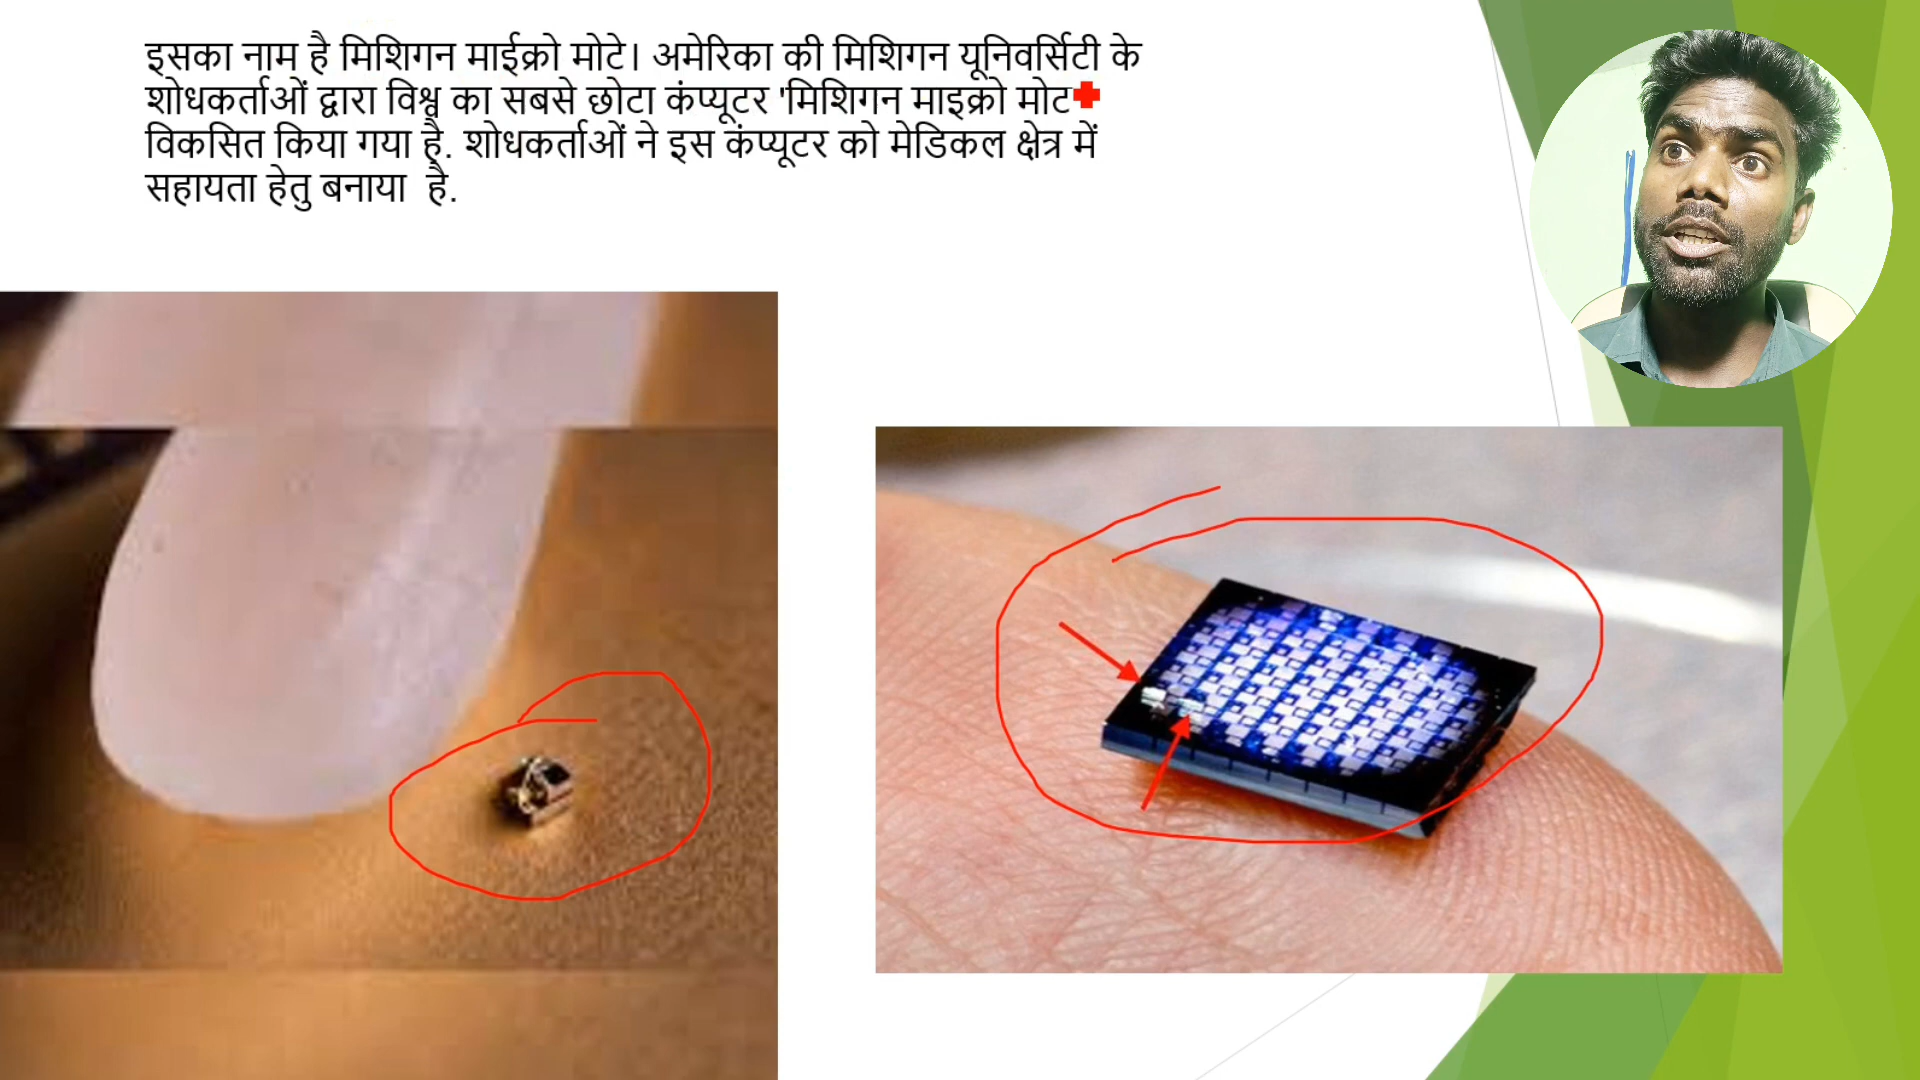 इसका नाम है मिशिगन माईक्रो मोटे। अमेरिका की मिशिगन यूनिवर्सिटी के
शोधकर्ताओं द्वारा विश्व का सबसे छोटा कंप्यूटर 'मिशिगन माइक्रो मोट
विकसित किया गया है. शोधकर्ताओं ने इस कंप्यूटर को मेडिकल क्षेत्र में
सहायता हेतु बनाया है.